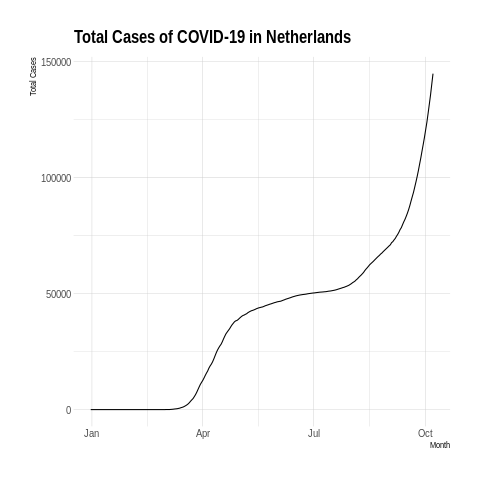 Total Cases of COVID-19 in Netherlands
Total Cases
150000
100000
50000
0
Jan Apr Jul Oct
Month